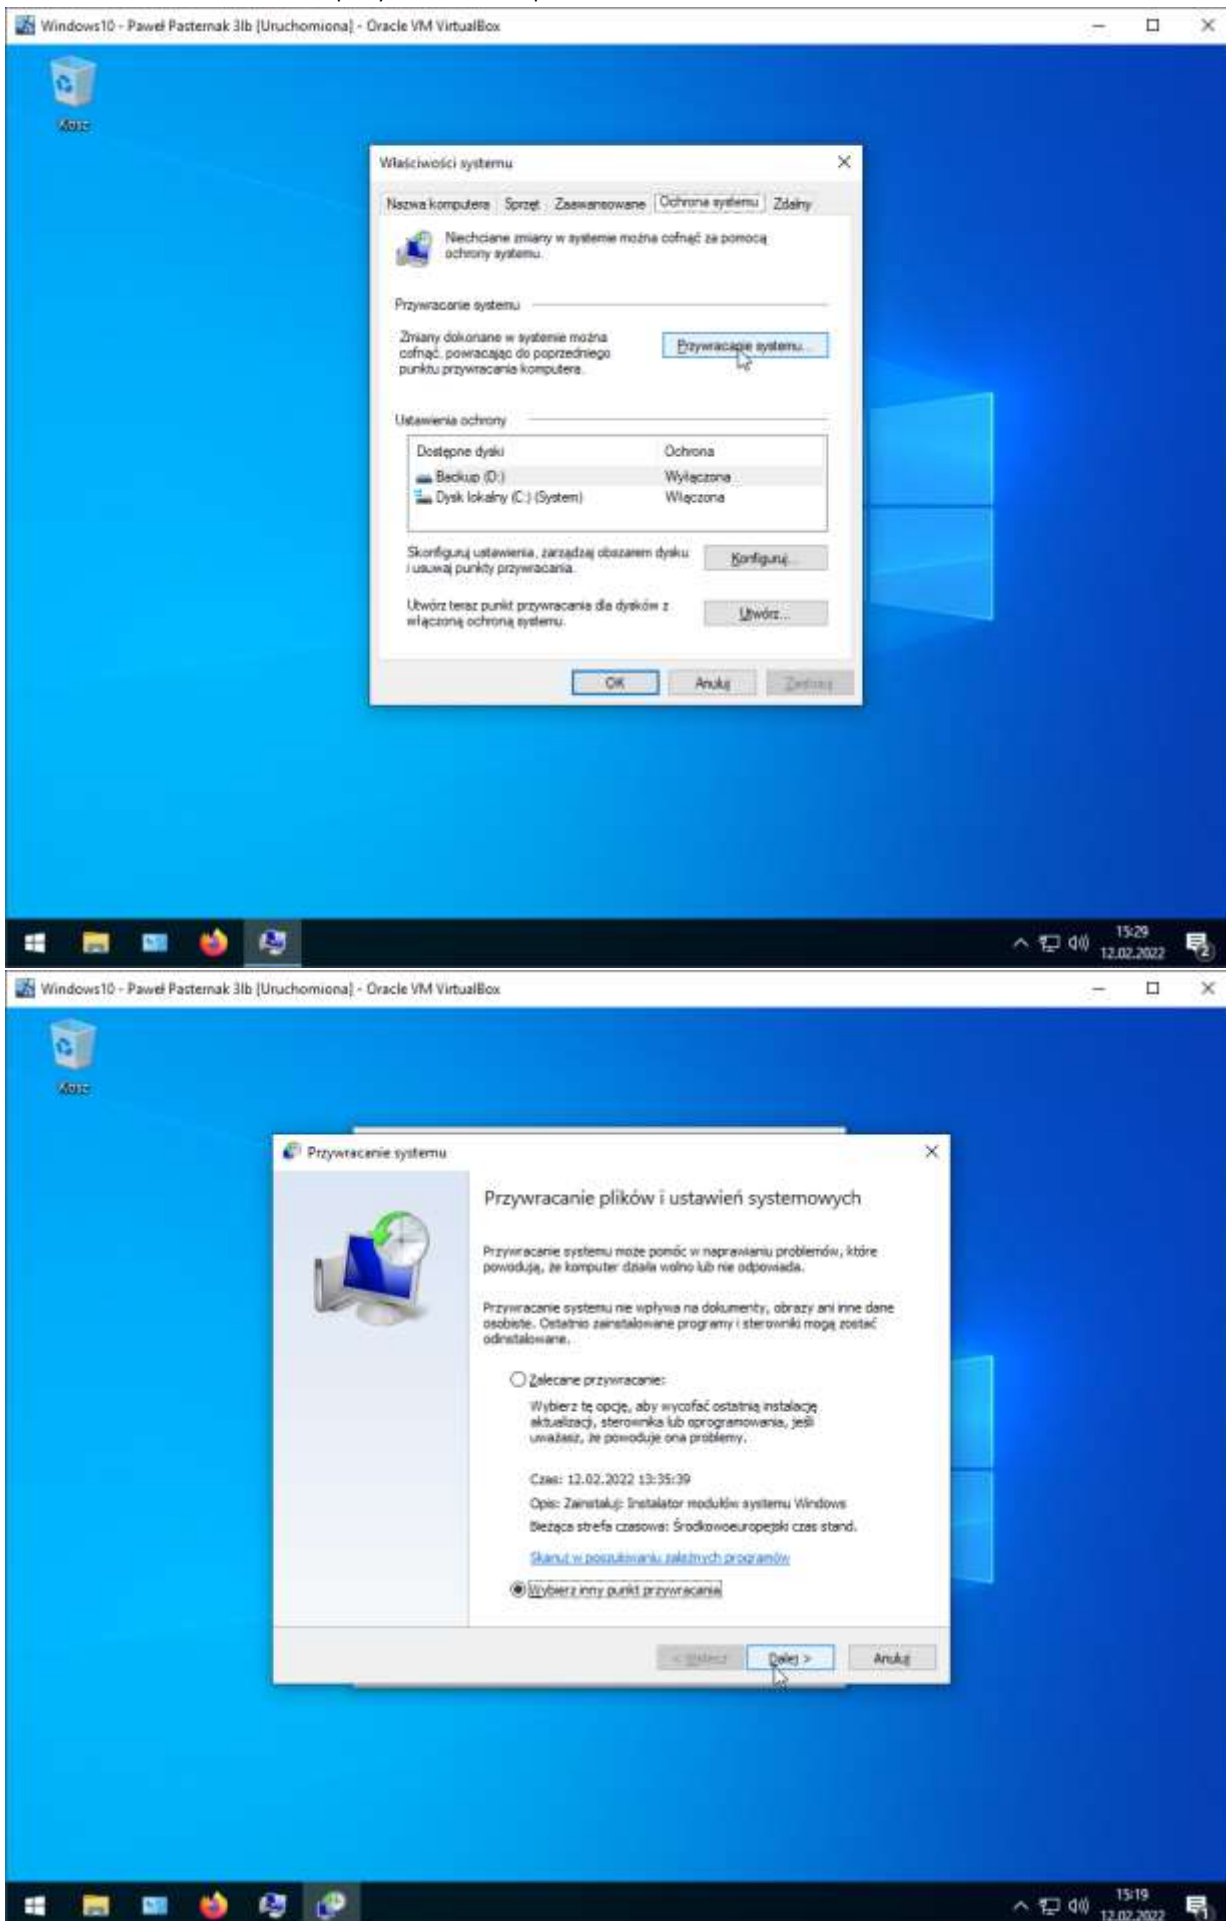 Windows10 - Paweł Pasternak 3lb [Uruchomiona] - Oracle VM VirtualBox
Kosz
Właściwości systemu
Nazwa komputera Sprzęt Zaawansowane Ochrona systemu Zdalny
Niechciane zmiany w systemie można cofnąć za pomocą
ochrony systemu.
Przywracanie systemu
Zmiany dokonane w systemie można
cofnąć, powracając do poprzedniego
punktu przywracania komputera.
Przywracanie systemu...
Ustawienia ochrony
Dostępne dyski Ochrona
Backup (D:) Wyłączona
Dysk lokalny (C:) (System) Włączona
Skonfiguruj ustawienia, zarządzaj obszarem dysku
i usuwaj punkty przywracania.
Konfiguruj...
Utwórz teraz punkt przywracania dla dysków z
włączoną ochroną systemu.
Utwórz...
OK Anuluj Zastosuj
15:29
12.02.2022
2
Windows10 - Paweł Pasternak 3lb [Uruchomiona] - Oracle VM VirtualBox
Kosz
Przywracanie systemu
Przywracanie plików i ustawień systemowych
Przywracanie systemu może pomóc w naprawianiu problemów, które
powodują, że komputer działa wolno lub nie odpowiada.
Przywracanie systemu nie wpływa na dokumenty, obrazy ani inne dane
osobiste. Ostatnio zainstalowane programy i sterowniki mogą zostać
odinstalowane.
Zalecane przywracanie:
Wybierz tę opcję, aby wycofać ostatnią instalację
aktualizacji, sterownika lub oprogramowania, jeśli
uważasz, że powoduje ona problemy.
Czas: 12.02.2022 13:35:39
Opis: Zainstaluj: Instalator modułów systemu Windows
Bieżąca strefa czasowa: Środkowoeuropejski czas stand.
Skanuj w poszukiwaniu zależnych programów
Wybierz inny punkt przywracania
< Wstecz Dalej > Anuluj
15:19
12.02.2022
1